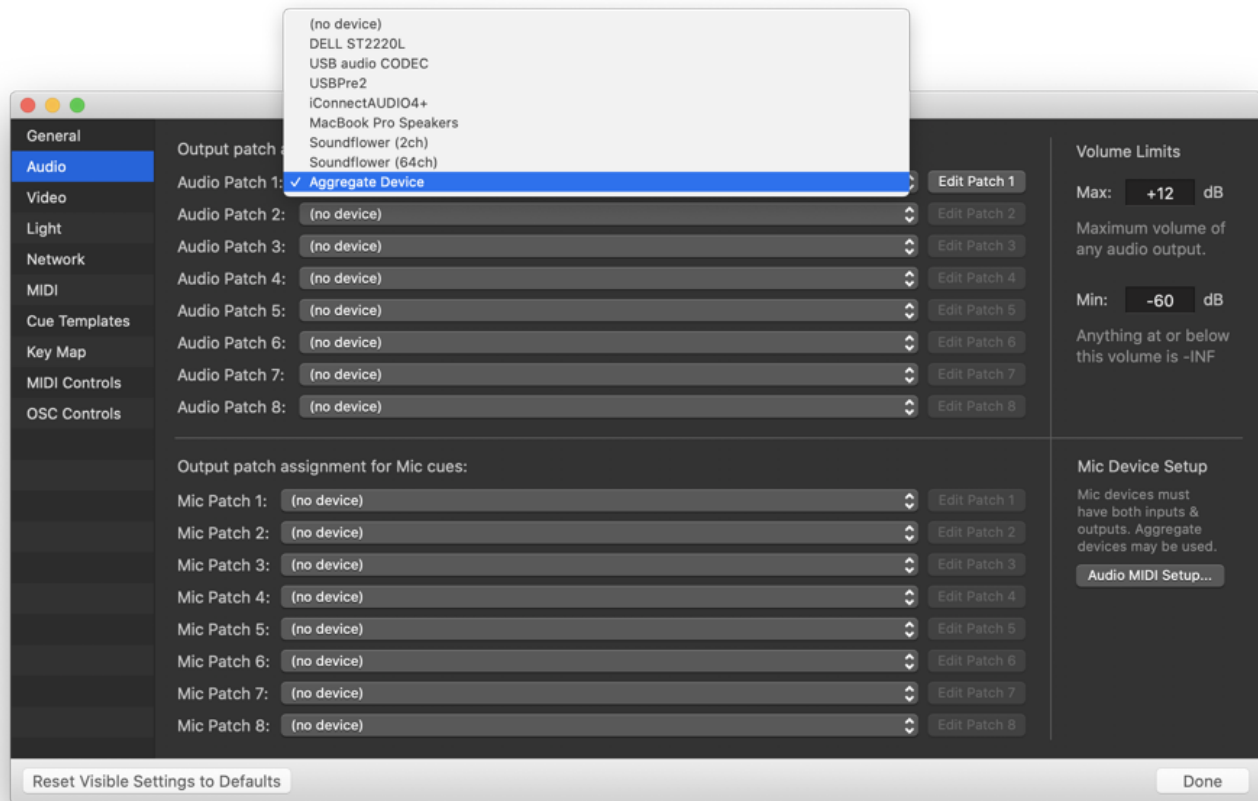 (no device)
DELL ST2220L
USB audio CODEC
USBPre2
iConnectAUDIO4+
MacBook Pro Speakers
Soundflower (2ch)
Soundflower (64ch)
✓ Aggregate Device
General
Audio
Video
Light
Network
MIDI
Cue Templates
Key Map
MIDI Controls
OSC Controls
Output patch
Audio Patch 1:
Edit Patch 1
Audio Patch 2: (no device) Edit Patch 2
Audio Patch 3: (no device) Edit Patch 3
Audio Patch 4: (no device) Edit Patch 4
Audio Patch 5: (no device) Edit Patch 5
Audio Patch 6: (no device) Edit Patch 6
Audio Patch 7: (no device) Edit Patch 7
Audio Patch 8: (no device) Edit Patch 8
Output patch assignment for Mic cues:
Mic Patch 1: (no device) Edit Patch 1
Mic Patch 2: (no device) Edit Patch 2
Mic Patch 3: (no device) Edit Patch 3
Mic Patch 4: (no device) Edit Patch 4
Mic Patch 5: (no device) Edit Patch 5
Mic Patch 6: (no device) Edit Patch 6
Mic Patch 7: (no device) Edit Patch 7
Mic Patch 8: (no device) Edit Patch 8
Volume Limits
Max: +12 dB
Maximum volume of
any audio output.
Min: -60 dB
Anything at or below
this volume is -INF
Mic Device Setup
Mic devices must
have both inputs &
outputs. Aggregate
devices may be used.
Audio MIDI Setup...
Reset Visible Settings to Defaults
Done